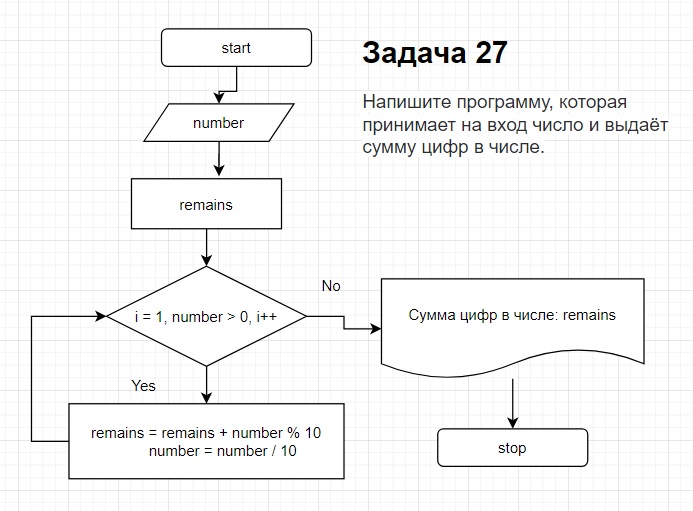 start
Задача 27
Напишите программу, которая
принимает на вход число и выдаёт
сумму цифр в числе.
number
remains
i = 1, number > 0, i++
No
Сумма цифр в числе: remains
Yes
remains = remains + number % 10
number = number / 10
stop